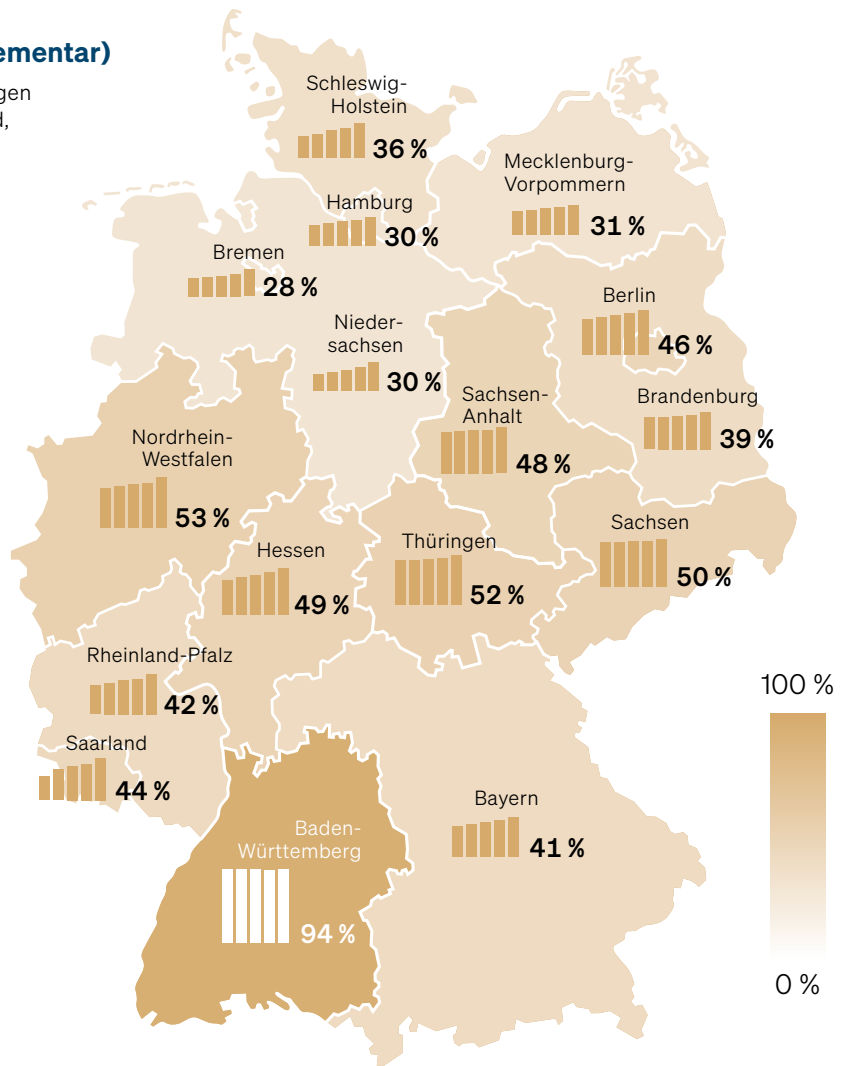 ementar)
gen
d,
Schleswig-
Holstein
36 %
Mecklenburg-
Vorpommern
31 %
Hamburg
30 %
Bremen
28 %
Berlin
46 %
Nieder-
sachsen
30 %
Brandenburg
39 %
Sachsen-
Anhalt
48 %
Nordrhein-
Westfalen
53 %
Sachsen
50 %
Thüringen
52 %
Hessen
49 %
Rheinland-Pfalz
42 %
100 %
Saarland
44 %
Bayern
41 %
Baden-
Württemberg
94 %
0 %